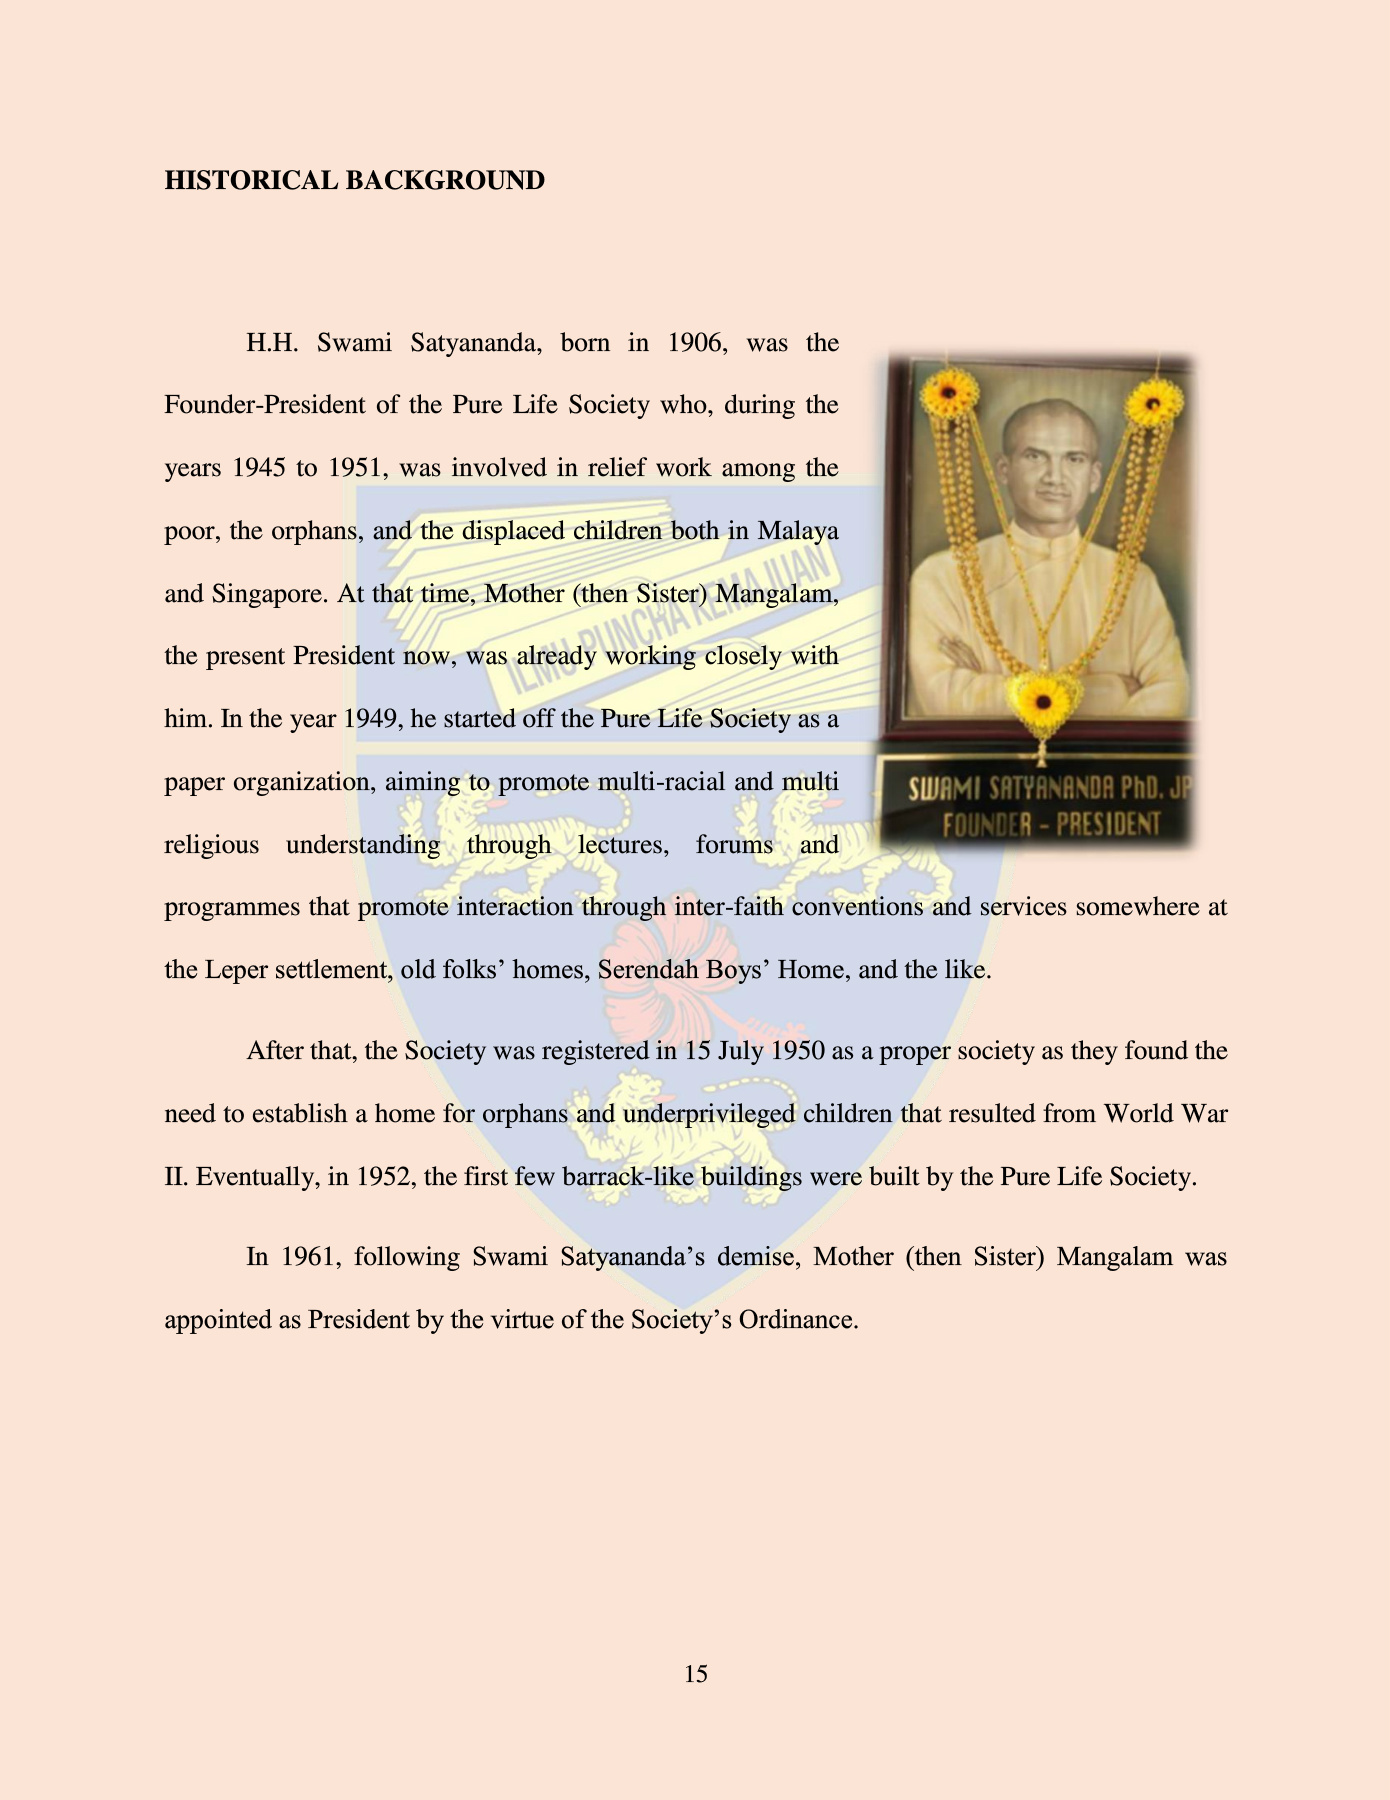 HISTORICAL BACKGROUND
H.H. Swami Satyananda, born in 1906, was the
Founder-President of the Pure Life Society who, during the
years 1945 to 1951, was involved in relief work among the
poor, the orphans, and the displaced children both in Malaya
and Singapore. At that time, Mother (then Sister) Mangalam,
the present President now, was already working closely with
him. In the year 1949, he started off the Pure Life Society as a
paper organization, aiming to promote multi-racial and multi
religious understanding through lectures, forums and
programmes that promote interaction through inter-faith conventions and services somewhere at
the Leper settlement, old folks’ homes, Serendah Boys’ Home, and the like.
SWAMI SATYANANDA PhD. JP
FOUNDER - PRESIDENT
ILMU PUNCHA KEMAJUAN
After that, the Society was registered in 15 July 1950 as a proper society as they found the
need to establish a home for orphans and underprivileged children that resulted from World War
II. Eventually, in 1952, the first few barrack-like buildings were built by the Pure Life Society.
In 1961, following Swami Satyananda’s demise, Mother (then Sister) Mangalam was
appointed as President by the virtue of the Society’s Ordinance.
15